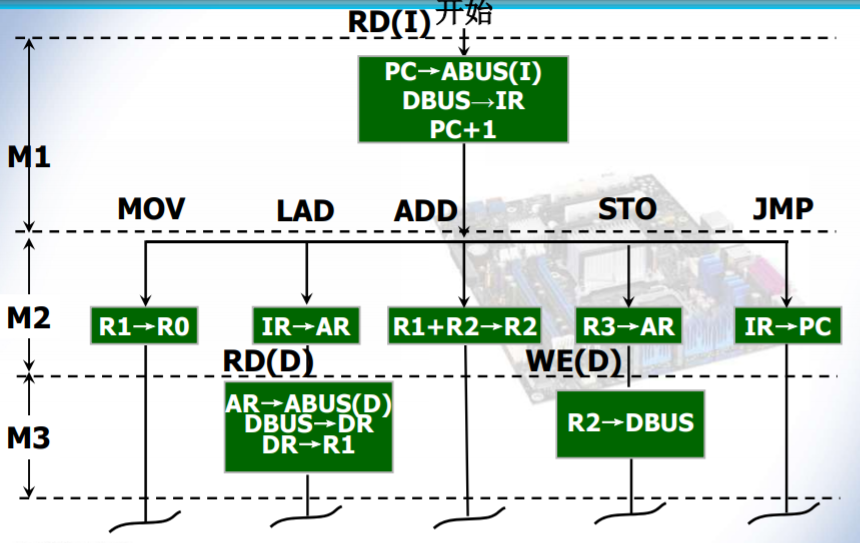 开始
RD(I)
PC→ABUS(I)
DBUS→IR
PC+1
M1
MOV
LAD
ADD
STO
JMP
M2
R1→R0
IR→AR
R1+R2→R2
R3→AR
IR→PC
RD(D)
WE(D)
M3
AR→ABUS(D)
DBUS→DR
DR→R1
R2→DBUS